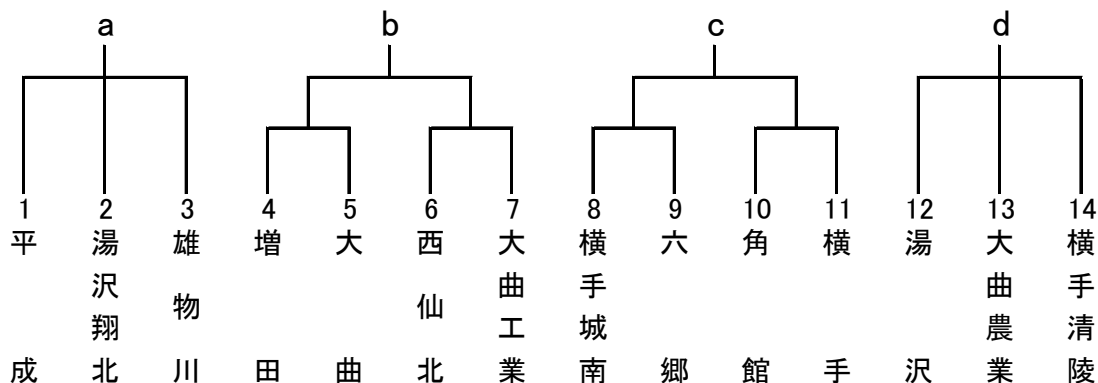 a b c d
1 2 3 4 5 6 7 8 9 10 11 12 13 14
平成
湯沢翔北
雄物川
増田
大曲
西仙北
大曲工業
横手城南
六郷
角館
横手
湯沢
大曲農業
横手清陵